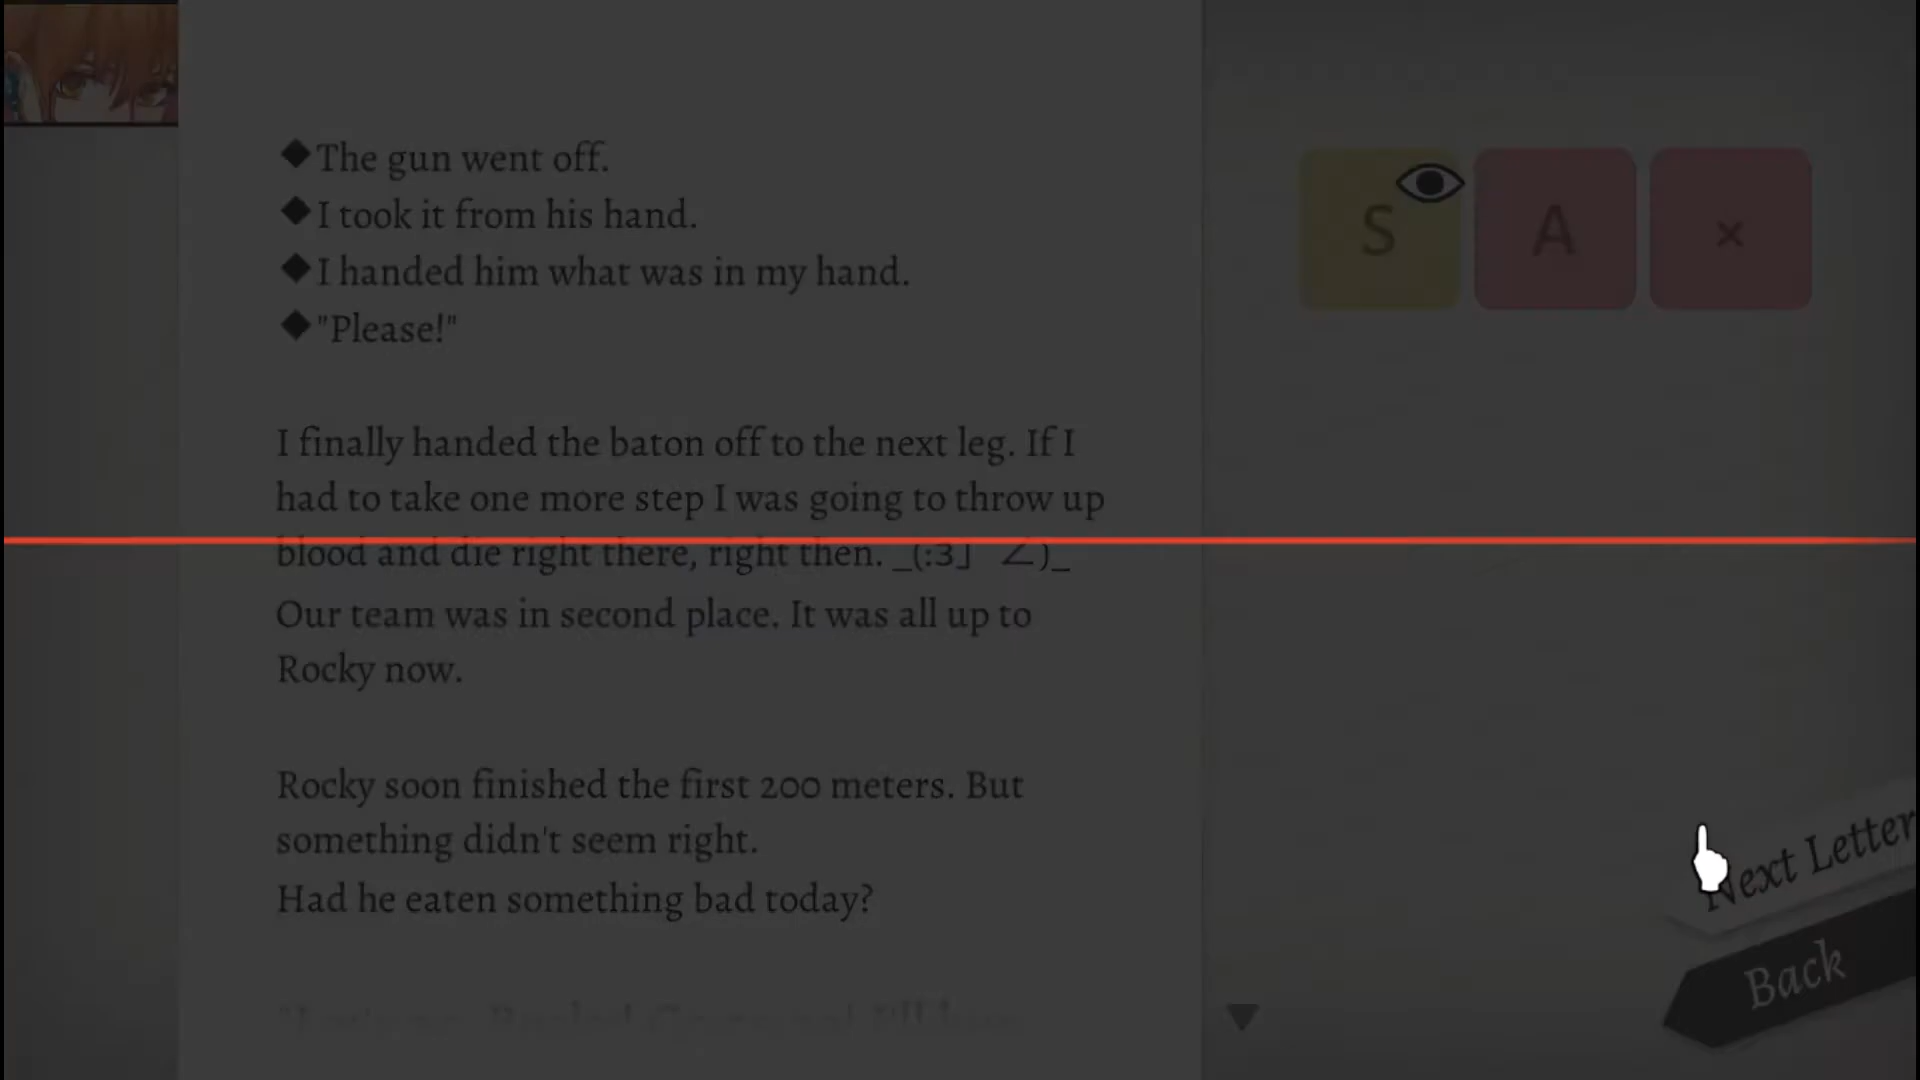 ◆The gun went off.
◆I took it from his hand.
◆I handed him what was in my hand.
◆"Please!"
I finally handed the baton off to the next leg. If I
had to take one more step I was going to throw up
blood and die right there, right then. _(:3」∠)_
Our team was in second place. It was all up to
Rocky now.
Rocky soon finished the first 200 meters. But
something didn't seem right.
Had he eaten something bad today?
S
A
×
Next Letter
Back